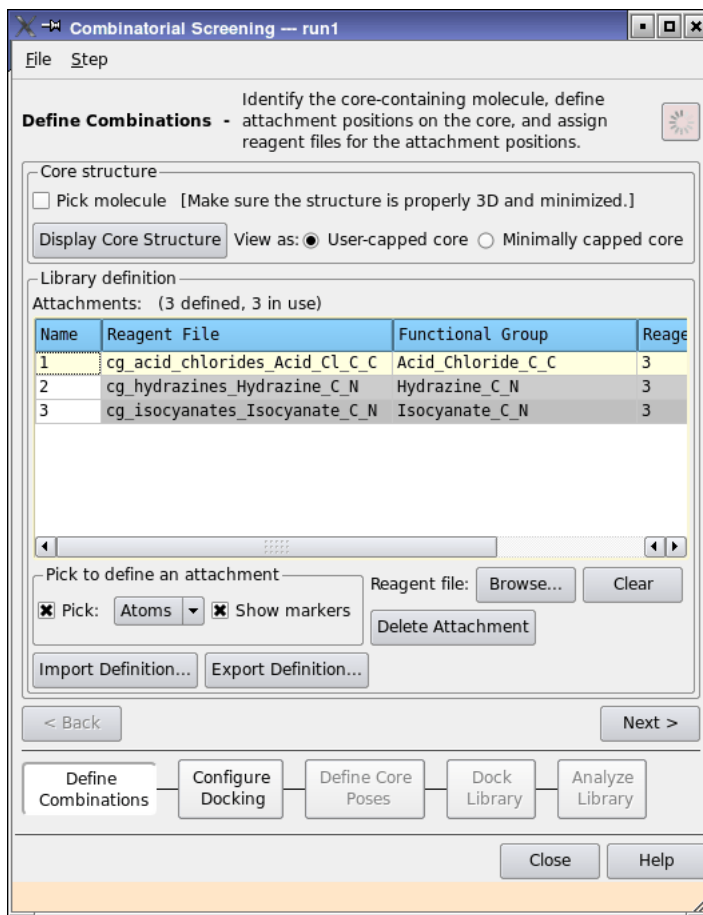 Combinatorial Screening --- run1
File Step
Define Combinations -
Identify the core-containing molecule, define
attachment positions on the core, and assign
reagent files for the attachment positions.
Core structure
Pick molecule [Make sure the structure is properly 3D and minimized.]
Display Core Structure View as: User-capped core Minimally capped core
Library definition
Attachments: (3 defined, 3 in use)
Name Reagent File Functional Group Reage
1 cg_acid_chlorides_Acid_Cl_C_C Acid_Chloride_C_C 3
2 cg_hydrazines_Hydrazine_C_N Hydrazine_C_N 3
3 cg_isocyanates_Isocyanate_C_N Isocyanate_C_N 3
Pick to define an attachment
Pick: Atoms Show markers
Reagent file: Browse... Clear
Delete Attachment
Import Definition... Export Definition...
< Back Next >
Define
Combinations
Configure
Docking
Define Core
Poses
Dock
Library
Analyze
Library
Close Help